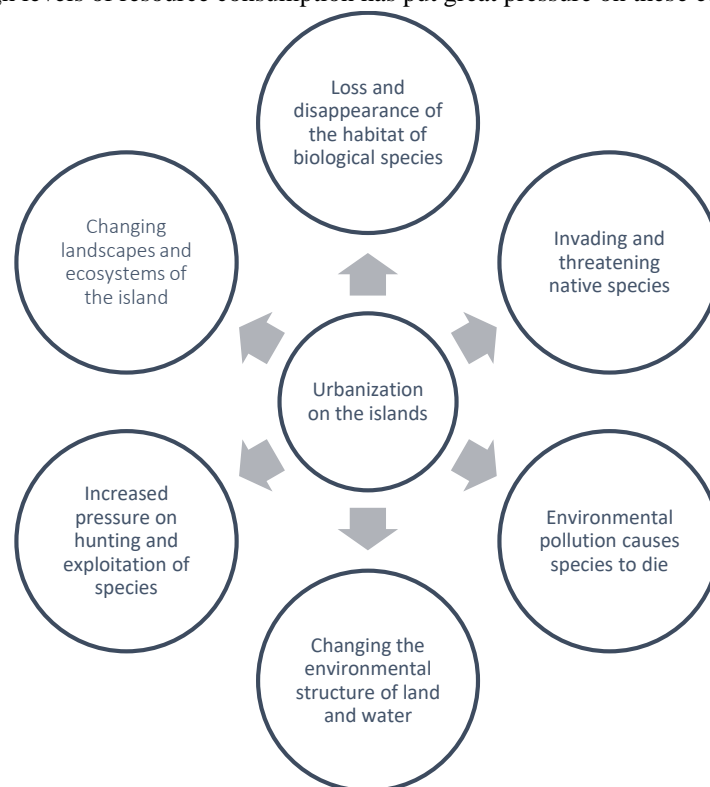 levels of resource consumption has put great pressure on these
Loss and
disappearance of
the habitat of
biological species
Invading and
threatening
native species
Environmental
pollution causes
species to die
Changing the
environmental
structure of land
and water
Increased
pressure on
hunting and
exploitation of
species
Changing
landscapes and
ecosystems of
the island
Urbanization
on the islands